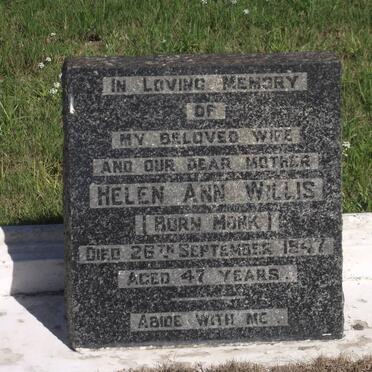 IN LOVING MEMORY
OF
MY BELOVED WIFE
AND OUR DEAR MOTHER
HELEN ANN WILLIS
[BORN MONK]
DIED 26TH SEPTEMBER 1947
AGED 47 YEARS.
ABIDE WITH ME